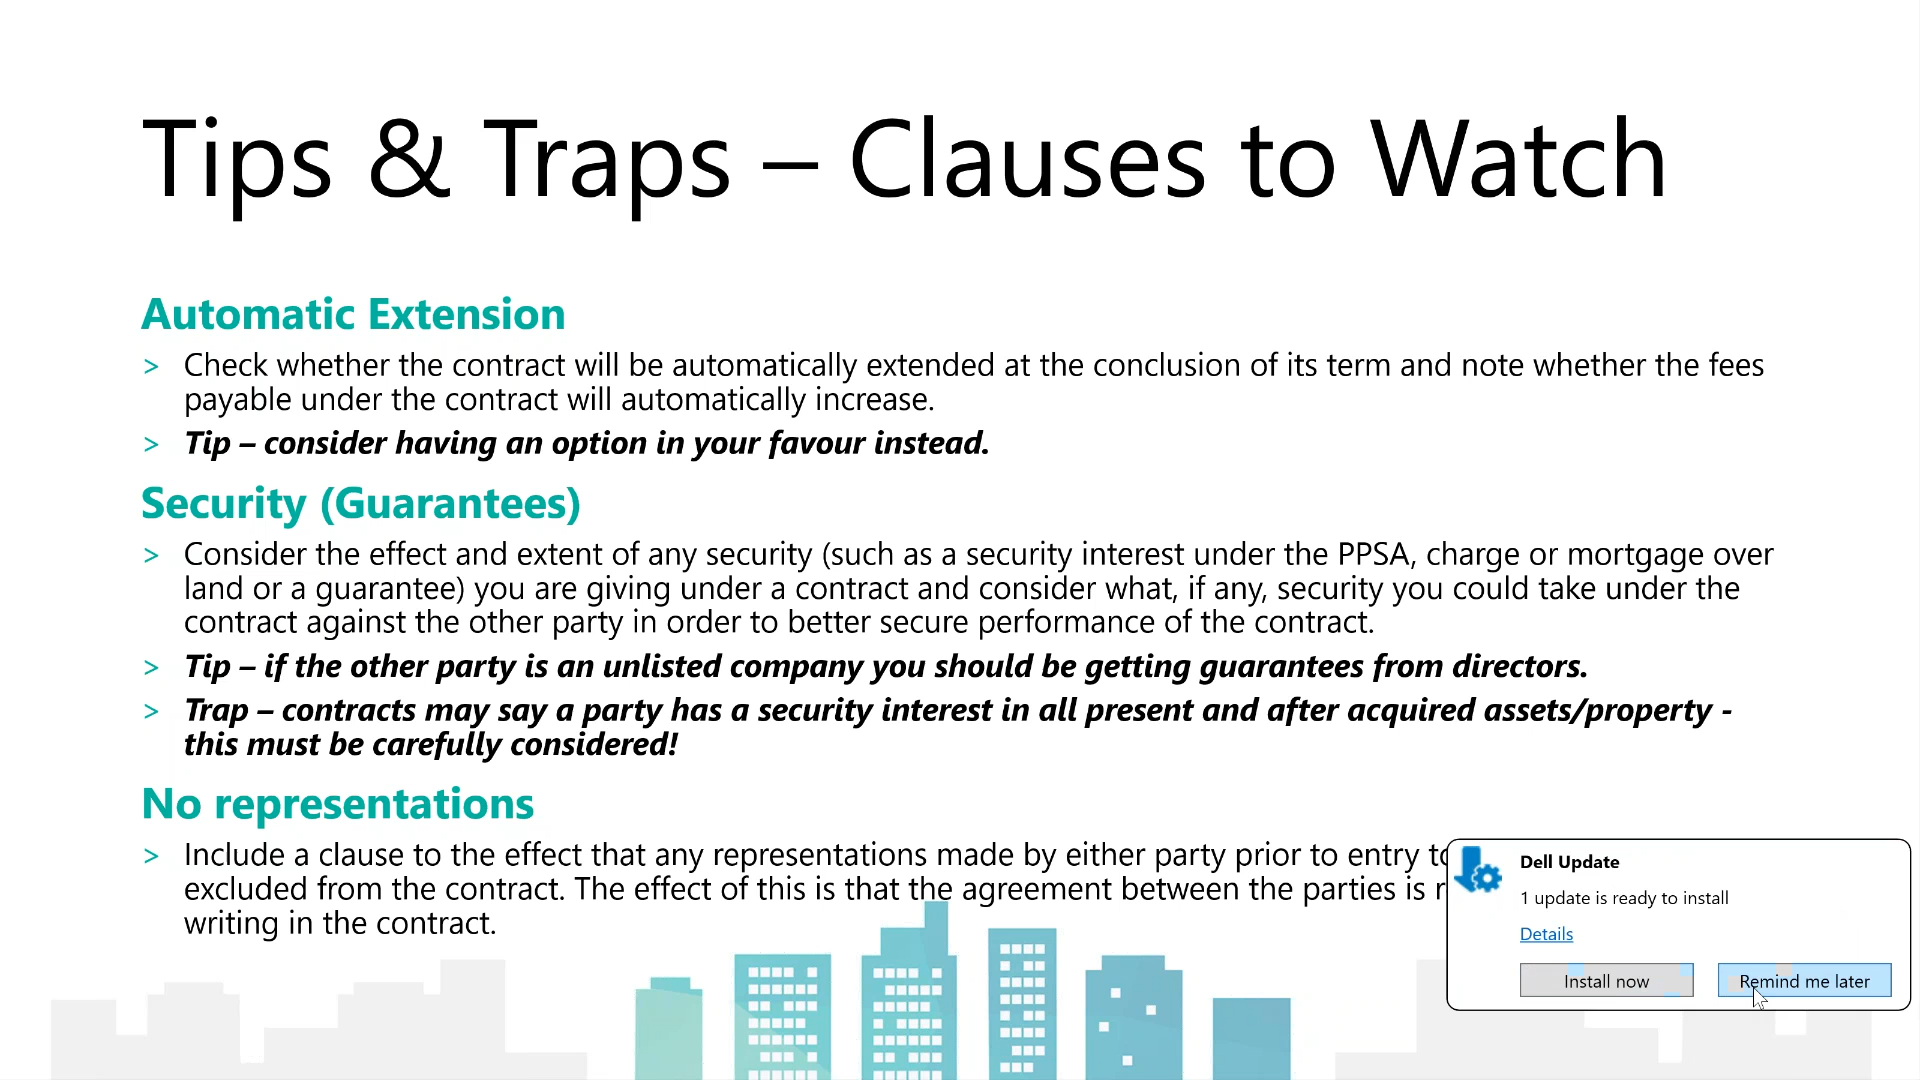 Tips & Traps – Clauses to Watch
Automatic Extension
> Check whether the contract will be automatically extended at the conclusion of its term and note whether the fees
payable under the contract will automatically increase.
> Tip – consider having an option in your favour instead.
Security (Guarantees)
> Consider the effect and extent of any security (such as a security interest under the PPSA, charge or mortgage over
land or a guarantee) you are giving under a contract and consider what, if any, security you could take under the
contract against the other party in order to better secure performance of the contract.
> Tip – if the other party is an unlisted company you should be getting guarantees from directors.
> Trap – contracts may say a party has a security interest in all present and after acquired assets/property -
this must be carefully considered!
No representations
> Include a clause to the effect that any representations made by either party prior to entry
excluded from the contract. The effect of this is that the agreement between the parties is
writing in the contract.
Dell Update
1 update is ready to install
Details
Install now
Remind me later